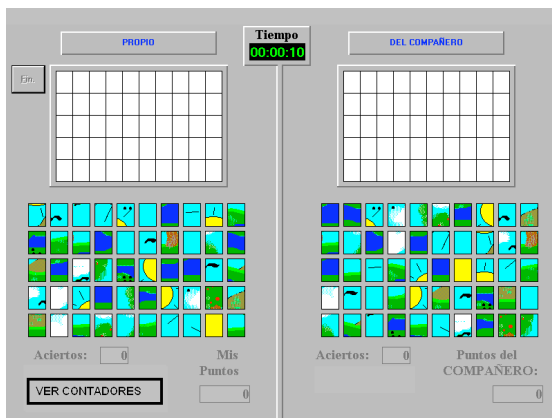 PROPIO
Tiempo
00:00:10
DEL COMPAÑERO
Fin
Aciertos: 0
Mis
Puntos
0
VER CONTADORES
Aciertos: 0
Puntos del
COMPAÑERO:
0